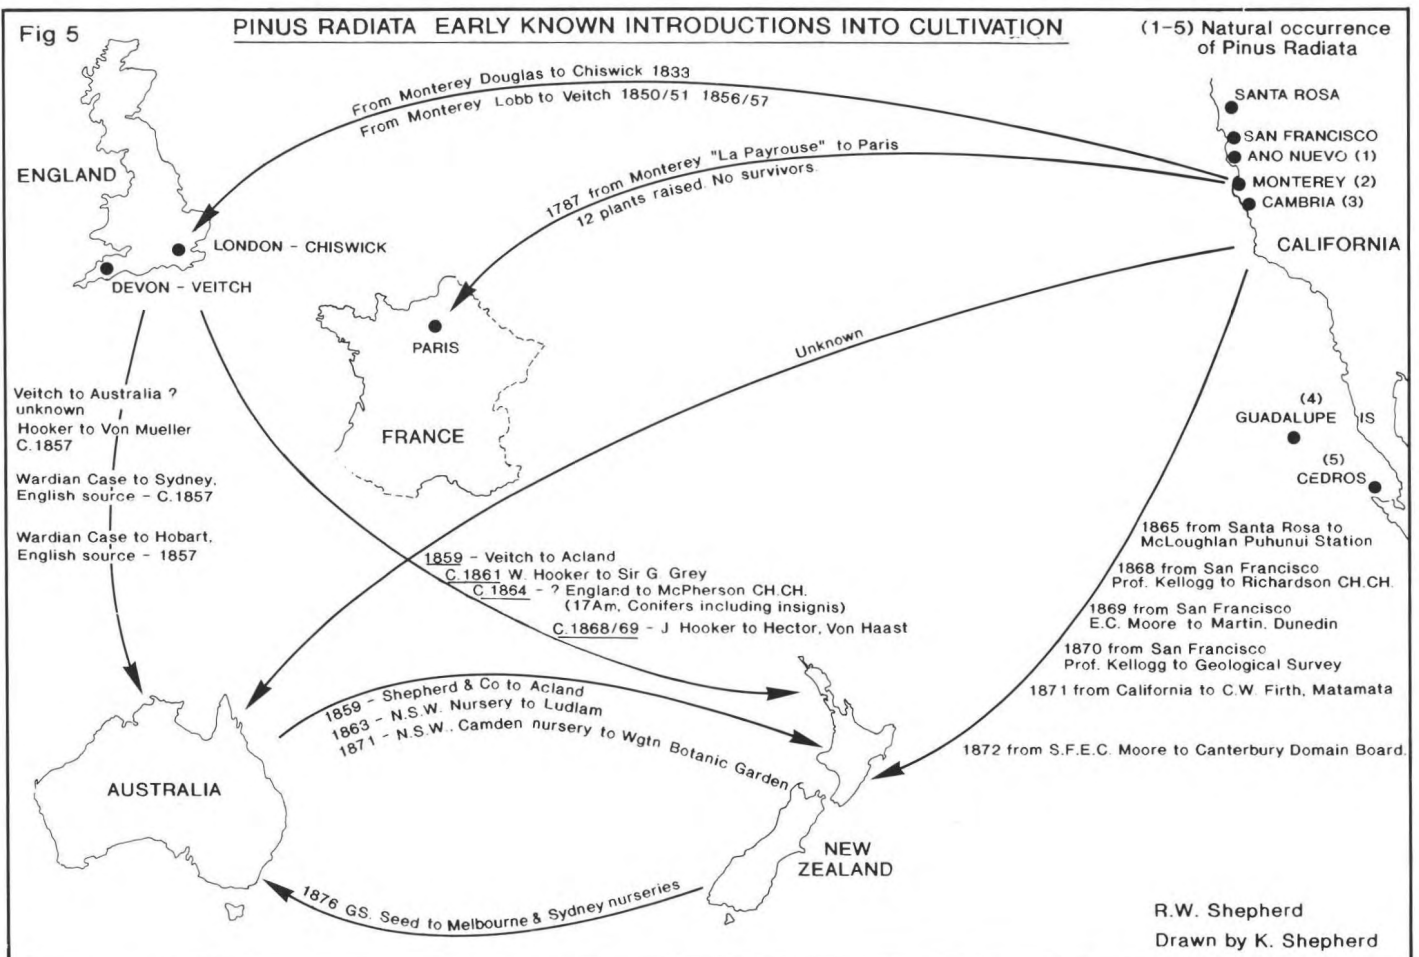 Fig 5
PINUS RADIATA EARLY KNOWN INTRODUCTIONS INTO CULTIVATION
(1-5) Natural occurrence
of Pinus Radiata
From Monterey Douglas to Chiswick 1833
From Monterey Lobb to Veitch 1850/51 1856/57
1787 from Monterey "La Payrouse" to Paris
12 plants raised. No survivors.
SANTA ROSA
SAN FRANCISCO
ANO NUEVO (1)
MONTEREY (2)
CAMBRIA (3)
CALIFORNIA
ENGLAND
LONDON - CHISWICK
DEVON - VEITCH
PARIS
FRANCE
Unknown
(4)
GUADALUPE IS
(5)
CEDROS
Veitch to Australia ?
unknown
Hooker to Von Mueller
C.1857
Wardian Case to Sydney,
English source - C.1857
Wardian Case to Hobart,
English source - 1857
1859 - Veitch to Acland
C.1861 W. Hooker to Sir G. Grey
C.1864 - ? England to McPherson CH.CH.
(17Am, Conifers including insignis)
C.1868/69 - J Hooker to Hector, Von Haast
1865 from Santa Rosa to
McLoughlan Puhunui Station
1868 from San Francisco
Prof. Kellogg to Richardson CH.CH.
1869 from San Francisco
E.C. Moore to Martin, Dunedin
1870 from San Francisco
Prof. Kellogg to Geological Survey
1871 from California to C.W. Firth, Matamata
1872 from S.F.E.C. Moore to Canterbury Domain Board.
1859 - Shepherd & Co to Acland
1863 - N.S.W. Nursery to Ludlam
1871 - N.S.W.. Camden nursery to Wgtn Botanic Garden
AUSTRALIA
NEW
ZEALAND
1876 GS. Seed to Melbourne & Sydney nurseries
R.W. Shepherd
Drawn by K. Shepherd